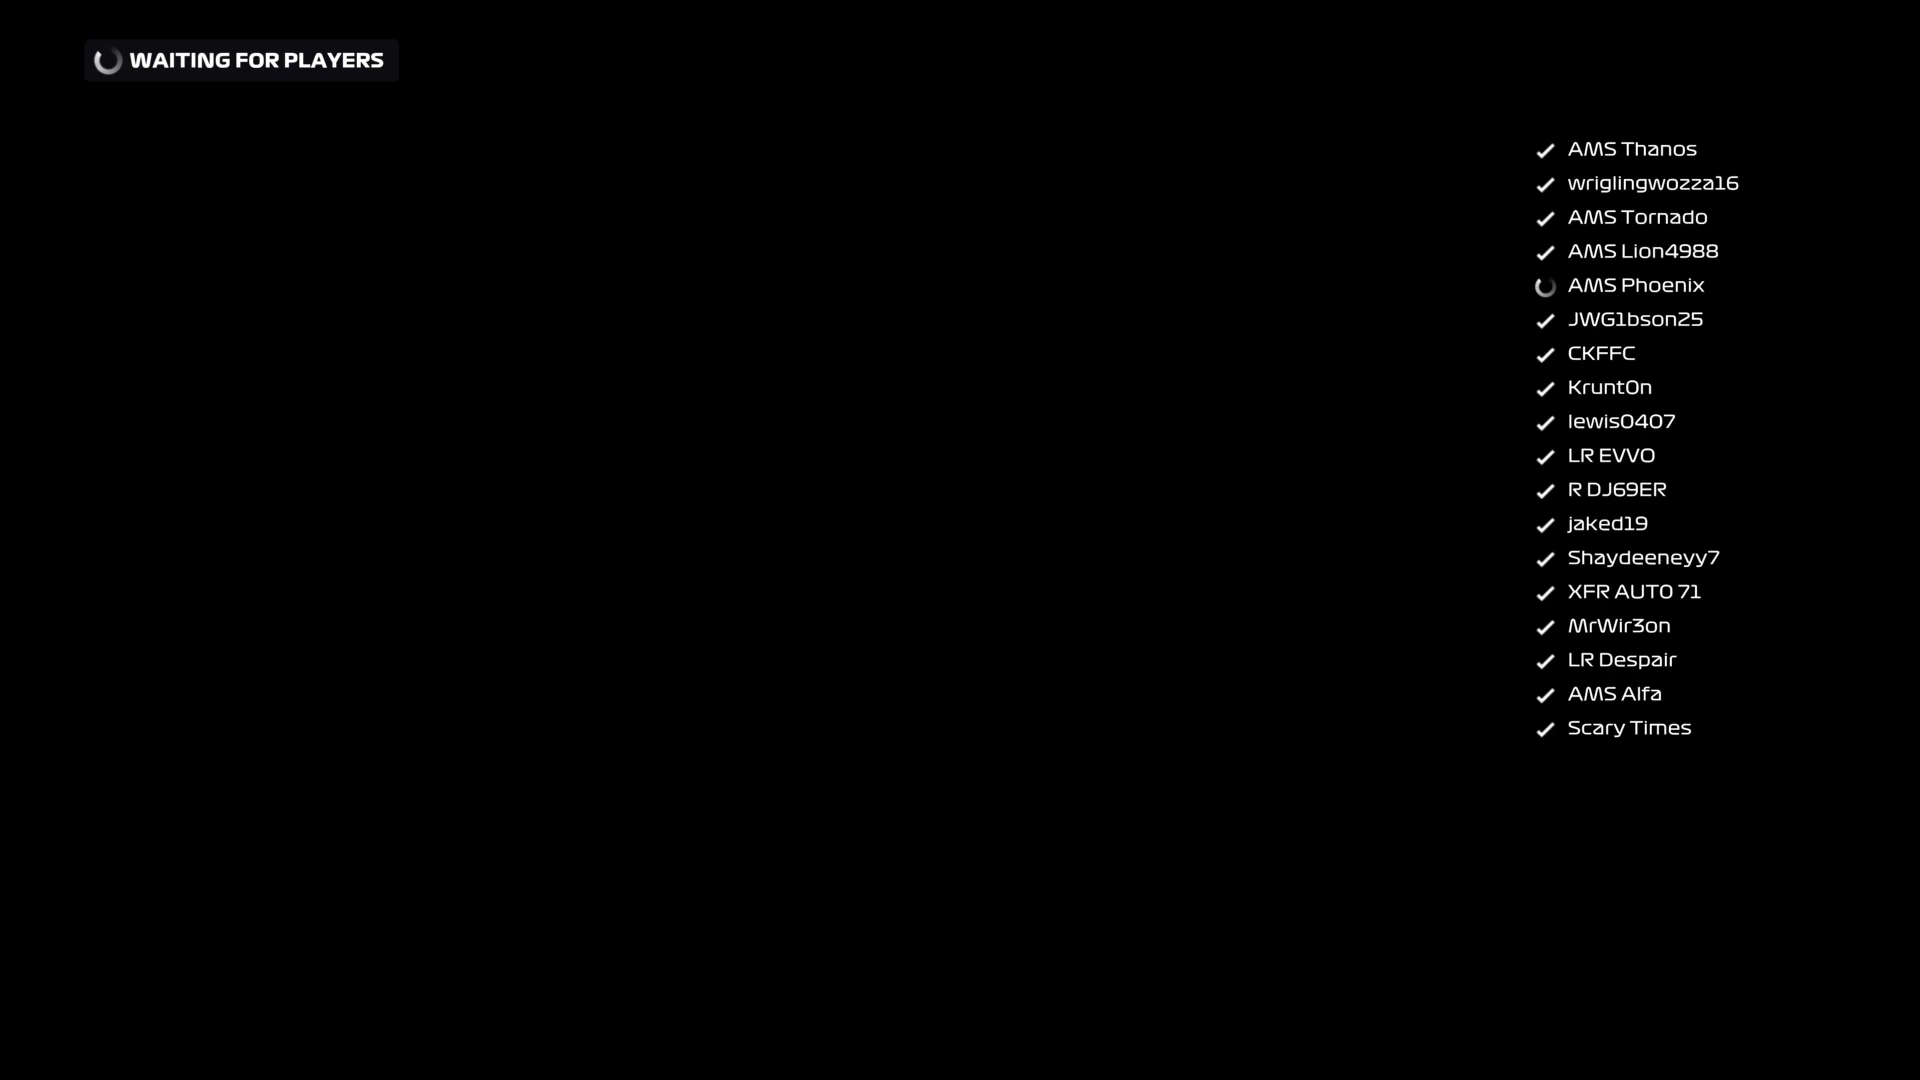 WAITING FOR PLAYERS
AMS Thanos
wriglingwozza16
AMS Tornado
AMS Lion4988
AMS Phoenix
JWG1bson25
CKFFC
Krunt0n
lewis0407
LR EVVO
R DJ69ER
jaked19
Shaydeeneyy7
XFR AUTO 71
MrWir3on
LR Despair
AMS Alfa
Scary Times